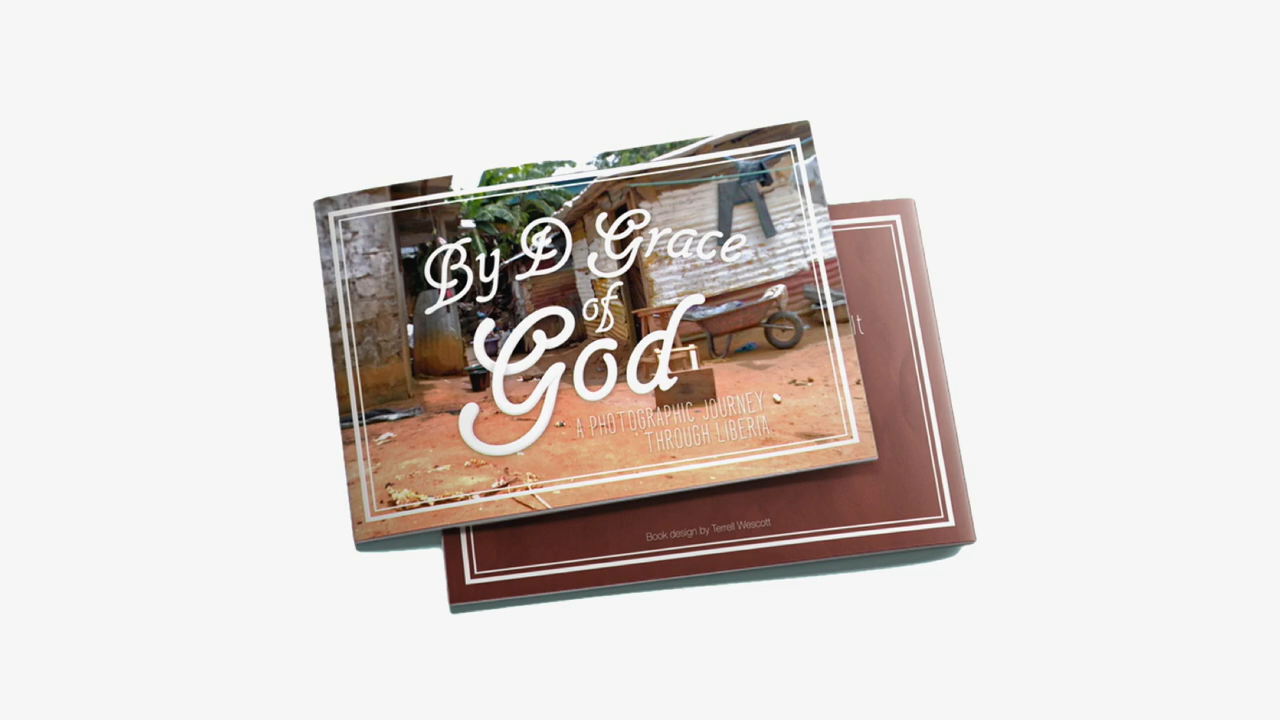 By D Grace
of
God
A PHOTOGRAPHIC JOURNEY
THROUGH LIBERIA
Book design by Terrell Wescott